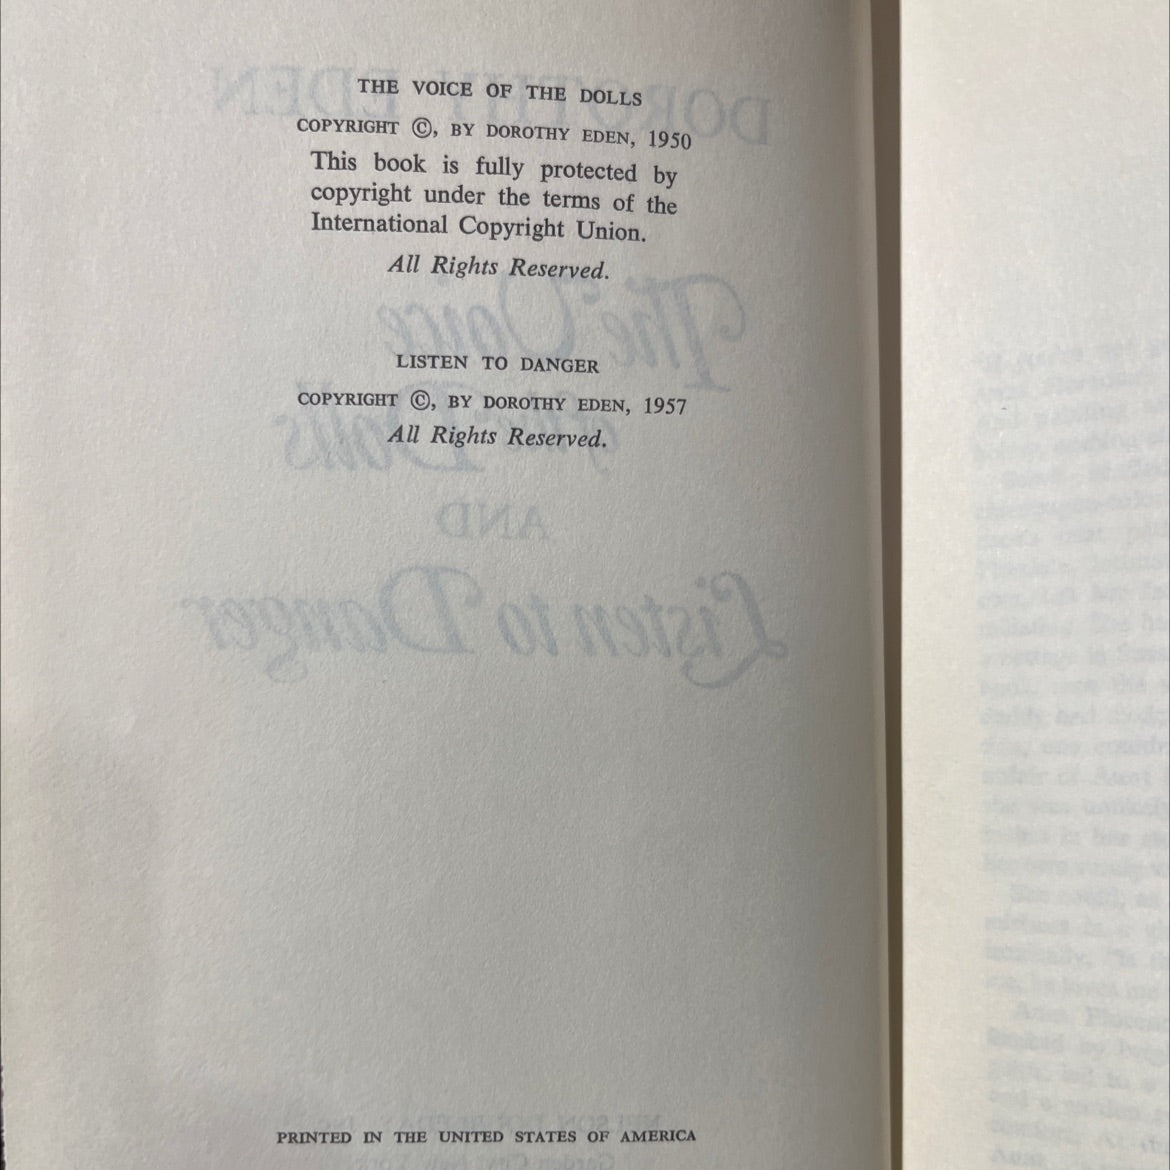 THE VOICE OF THE DOLLS
COPYRIGHT ©, BY DOROTHY EDEN, 1950
This book is fully protected by
copyright under the terms of the
International Copyright Union.
All Rights Reserved.
LISTEN TO DANGER
COPYRIGHT ©, BY DOROTHY EDEN, 1957
All Rights Reserved.
PRINTED IN THE UNITED STATES OF AMERICA